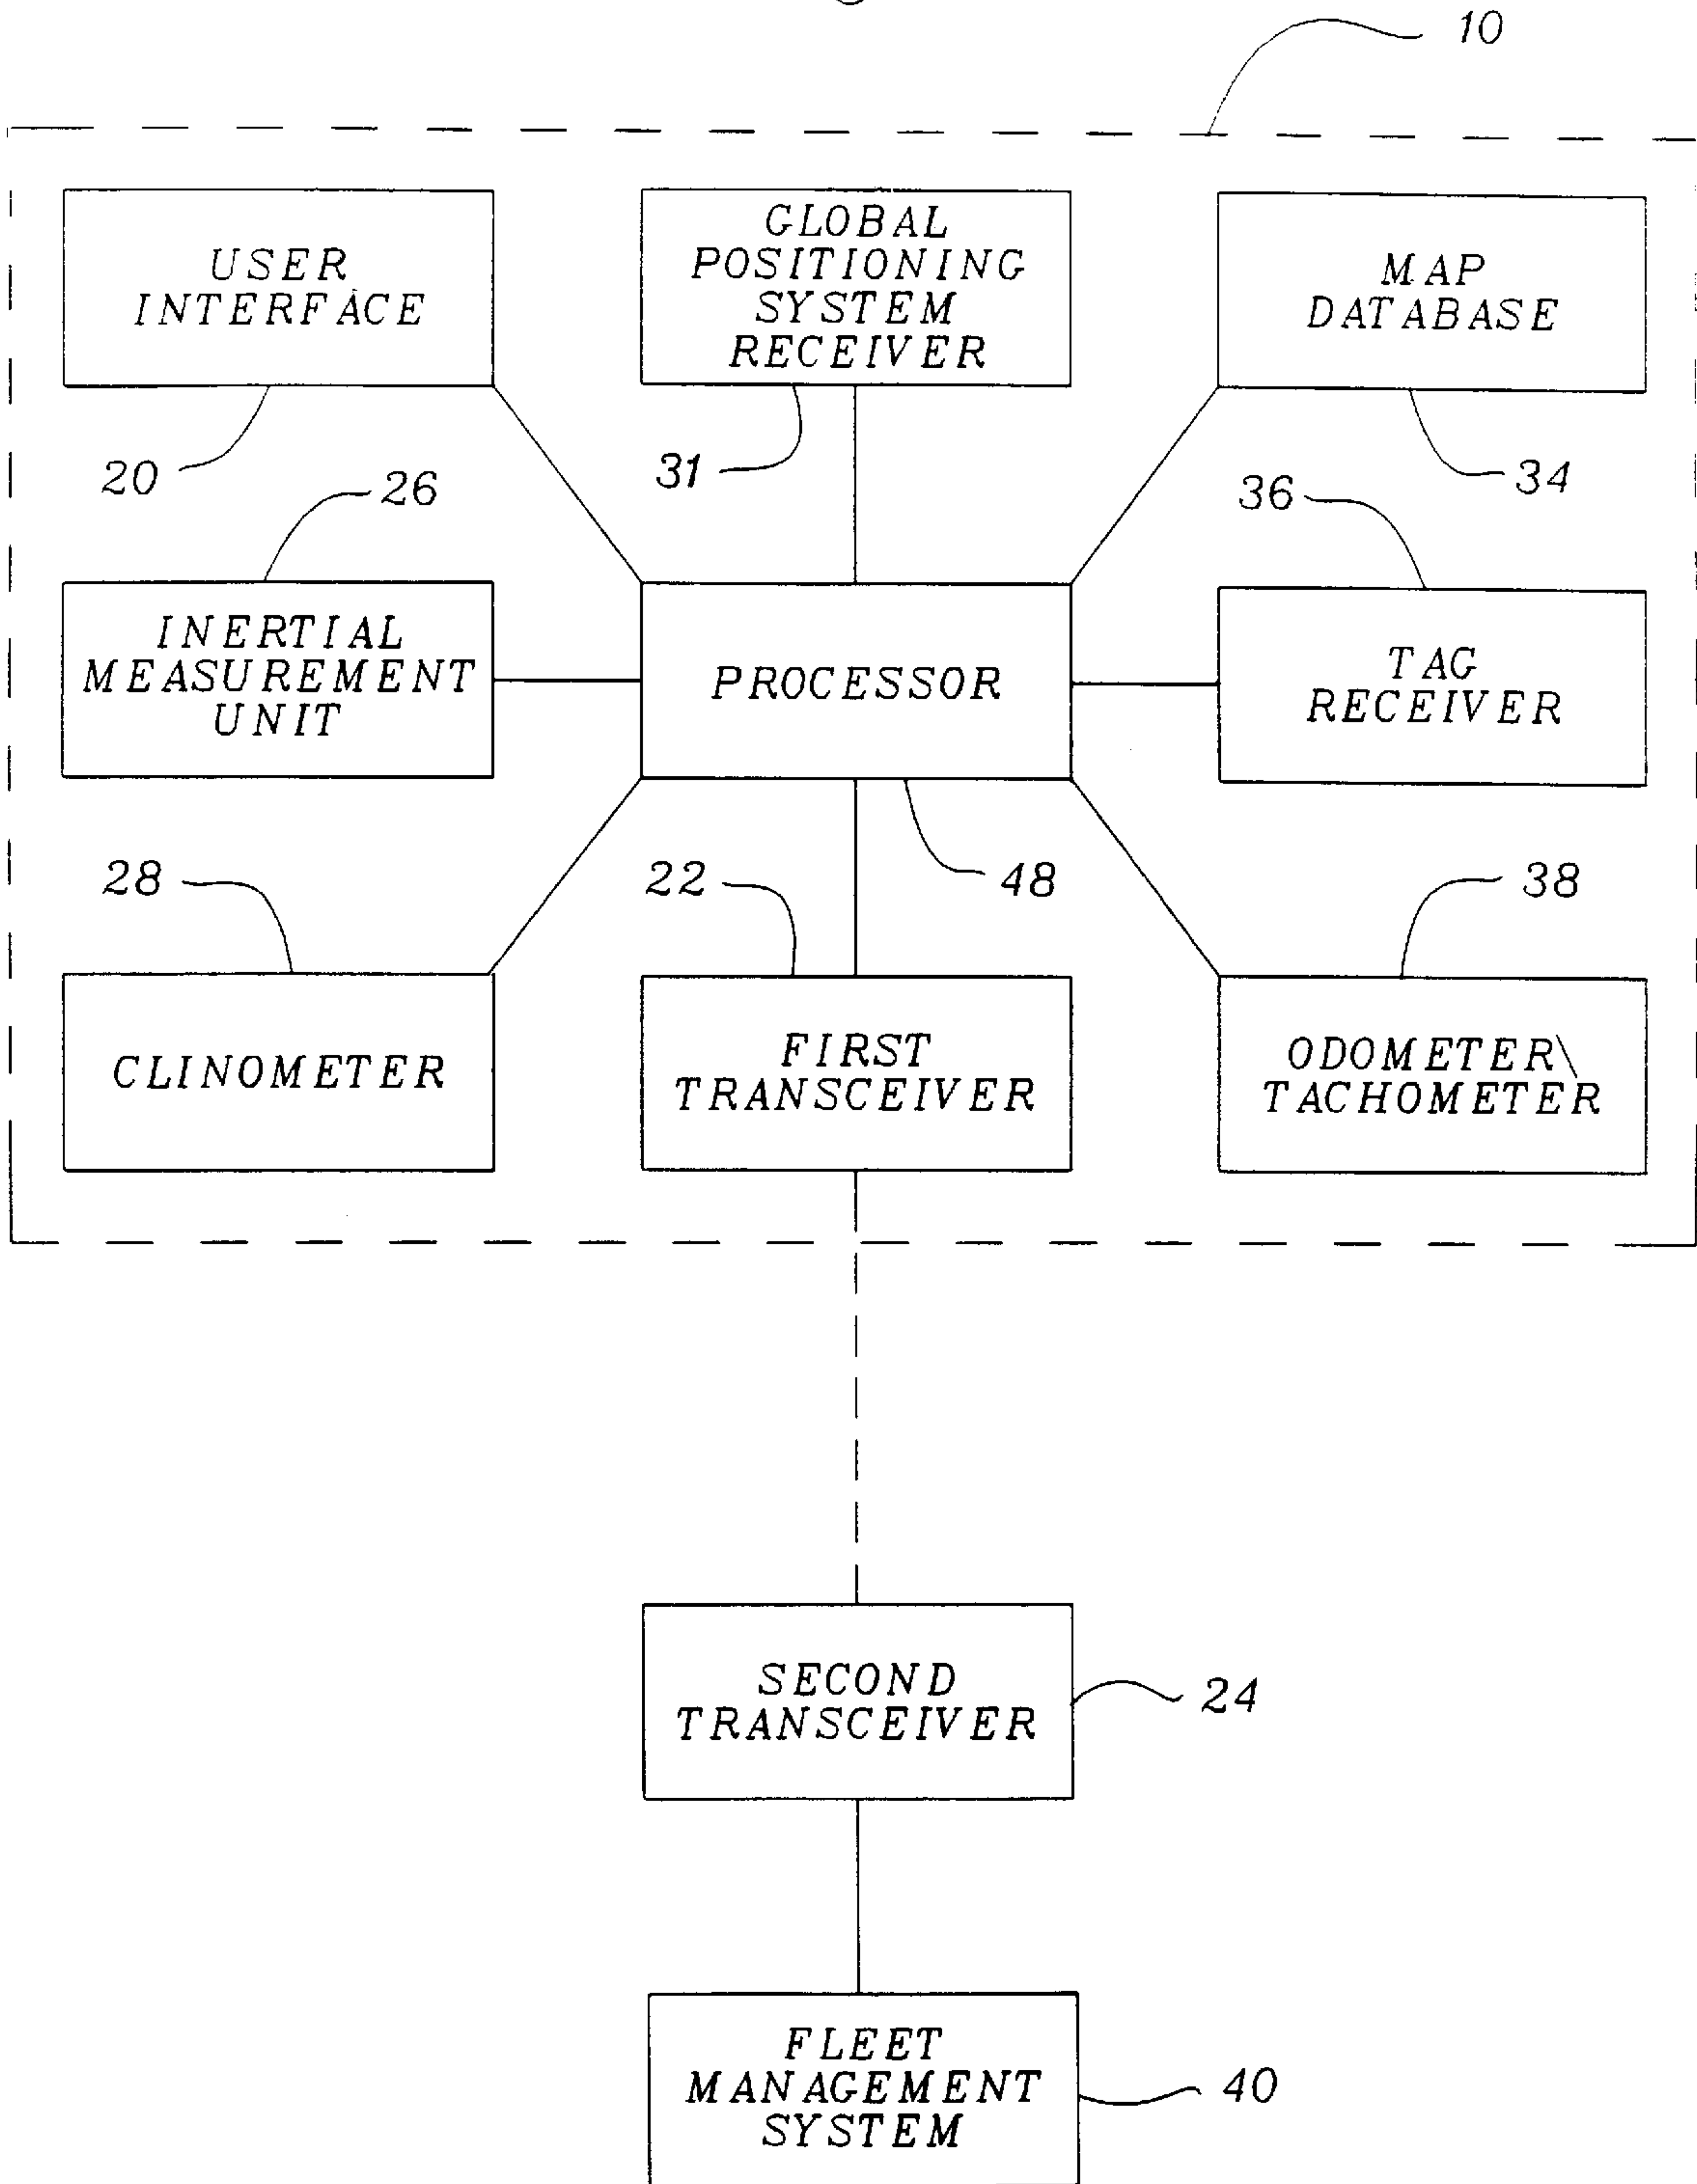 10
USER
INTERFACE
GLOBAL
POSITIONING
SYSTEM
RECEIVER
MAP
DATABASE
20
31
34
26
36
INERTIAL
MEASUREMENT
UNIT
PROCESSOR
TAG
RECEIVER
28
22
48
38
CLINOMETER
FIRST
TRANSCEIVER
ODOMETER\
TACHOMETER
SECOND
TRANSCEIVER
24
FLEET
MANAGEMENT
SYSTEM
40